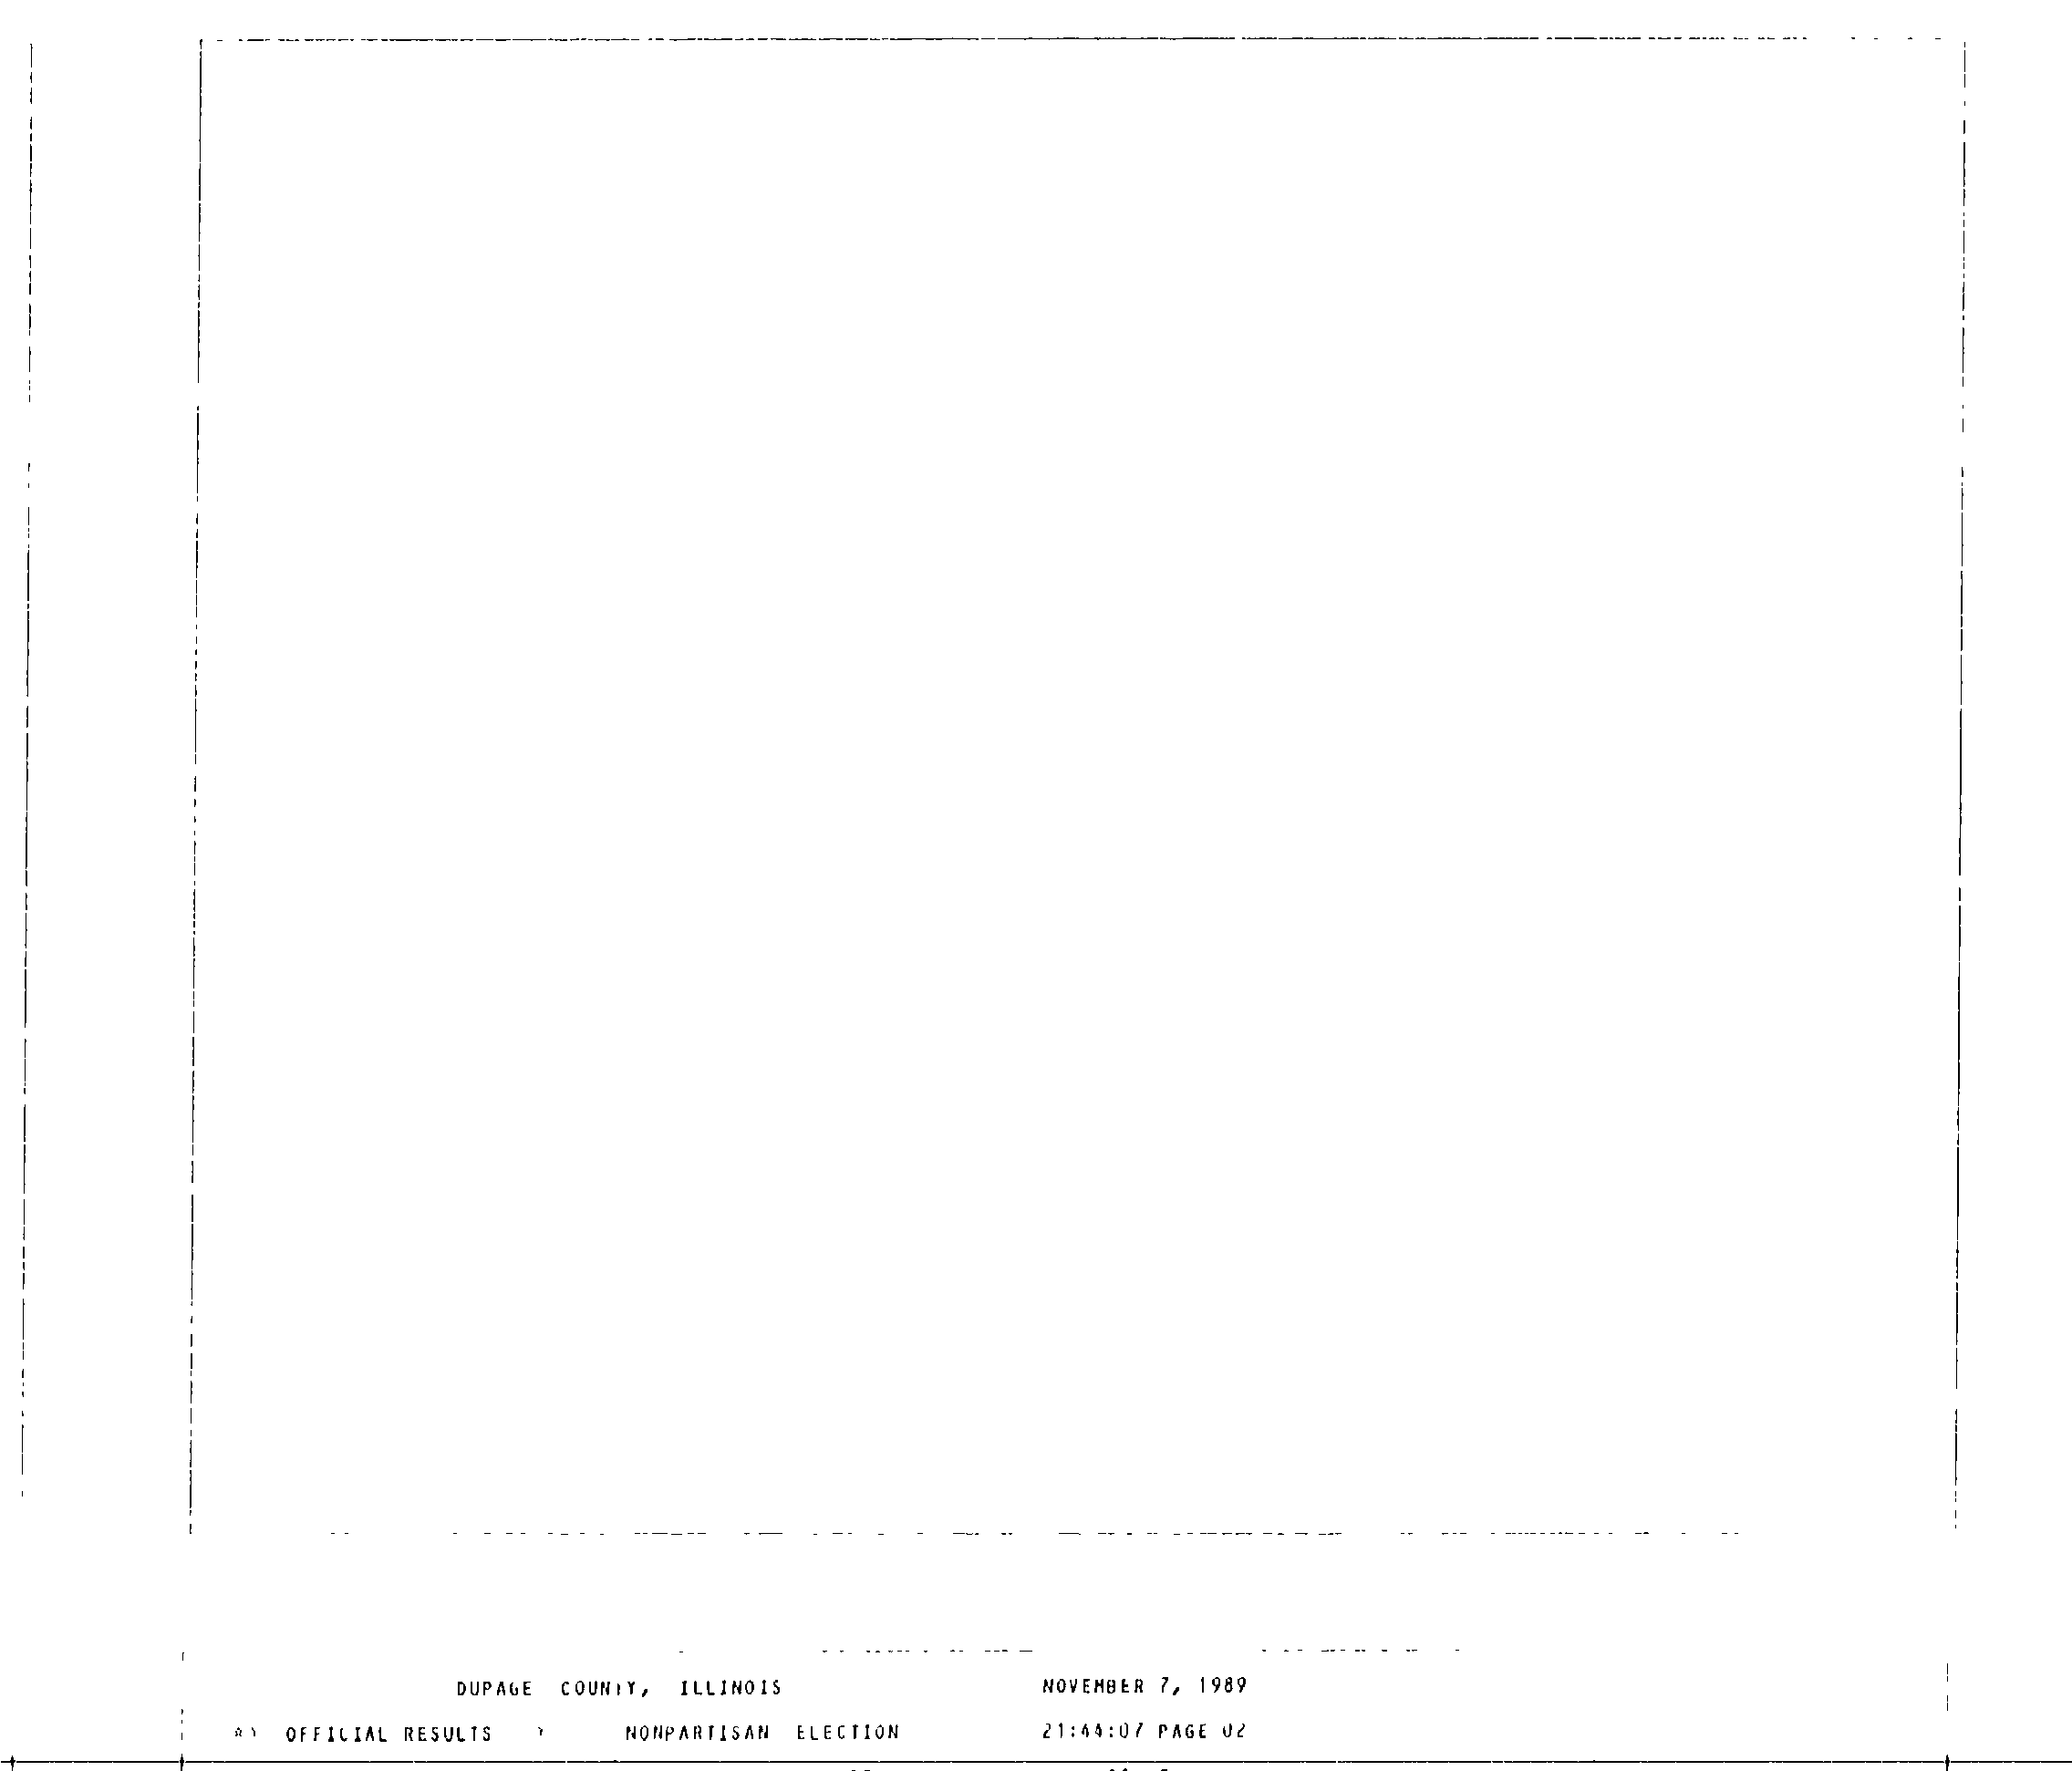 DUPAGE COUNTY, ILLINOIS NOVEMBER 7, 1989
OFFICIAL RESULTS NONPARTISAN ELECTION 21:44:07 PAGE 02